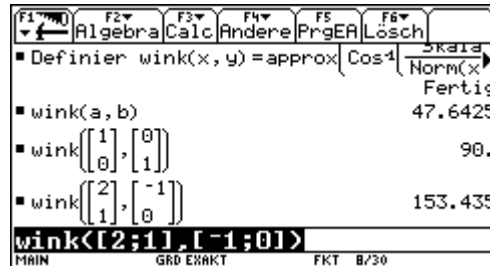 F1 F2 F3 F4 F5 F6
Algebra Calc Andere PrgEA Lösch
▪ Definier wink(x,y)=approx(Cos⁻¹(Skala
Norm(x
Fertig
▪ wink(a,b) 47.6425
▪ wink([1 0],[0 1]) 90.
▪ wink([2 1],[-1 0]) 153.435
wink([2;1],[-1;0])
MAIN GRD EXAKT FKT 8/30